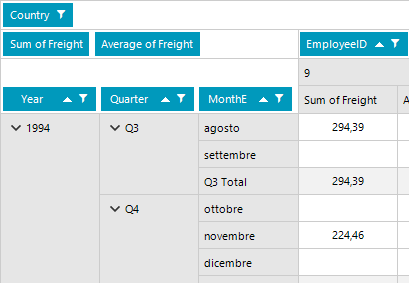 Country
Sum of Freight Average of Freight EmployeeID
9
Year Quarter MonthE Sum of Freight A
1994 Q3 agosto 294,39
settembre
Q3 Total 294,39
Q4 ottobre
novembre 224,46
dicembre